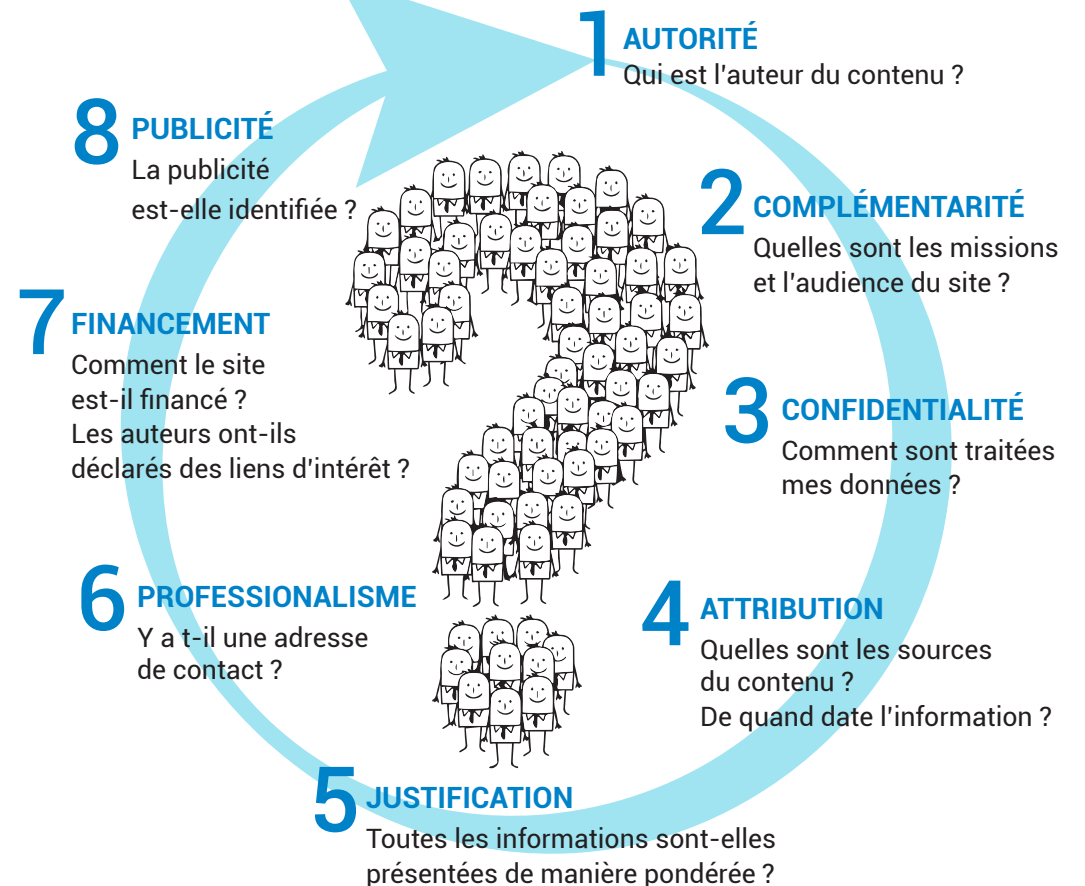 1 AUTORITÉ
Qui est l'auteur du contenu ?
2 COMPLÉMENTARITÉ
Quelles sont les missions
et l'audience du site ?
3 CONFIDENTIALITÉ
Comment sont traitées
mes données ?
4 ATTRIBUTION
Quelles sont les sources
du contenu ?
De quand date l'information ?
5 JUSTIFICATION
Toutes les informations sont-elles
présentées de manière pondérée ?
6 PROFESSIONALISME
Y a t-il une adresse
de contact ?
7 FINANCEMENT
Comment le site
est-il financé ?
Les auteurs ont-ils
déclarés des liens d'intérêt ?
8 PUBLICITÉ
La publicité
est-elle identifiée ?